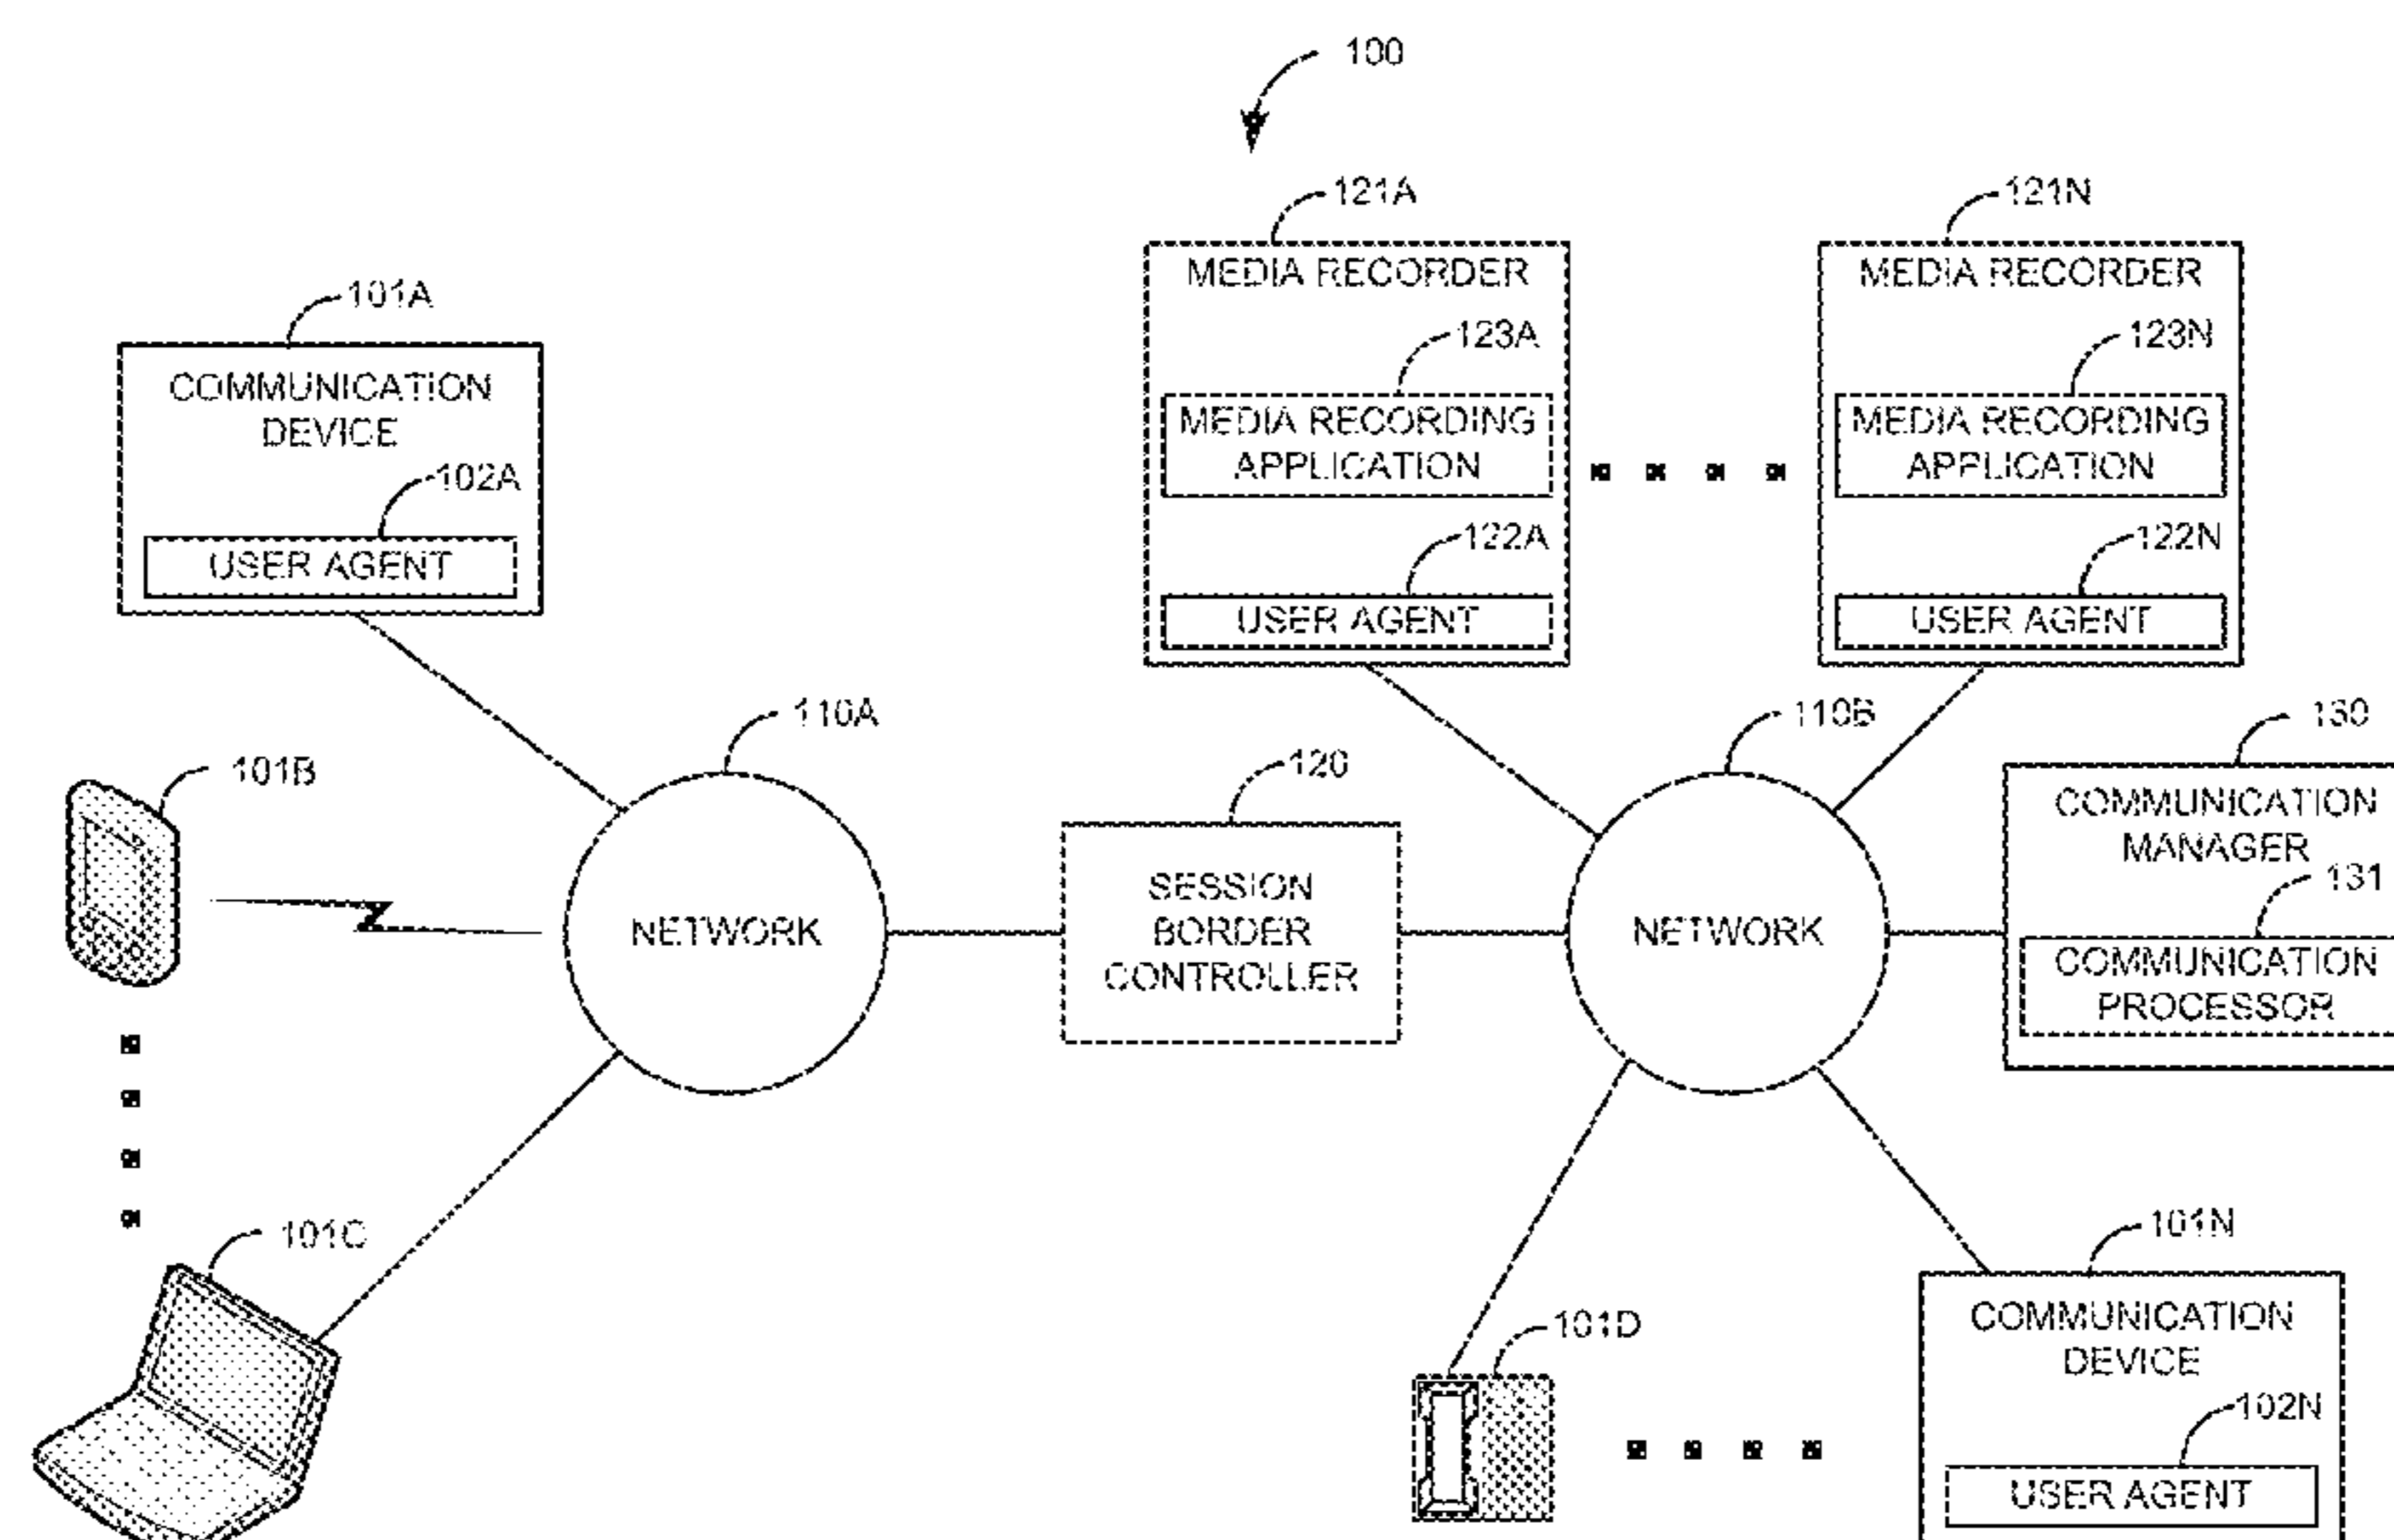 100
121A
121N
MEDIA RECORDER
MEDIA RECORDER
101A
123A
123N
COMMUNICATION
DEVICE
MEDIA RECORDING
APPLICATION
MEDIA RECORDING
APPLICATION
102A
122A
122N
USER AGENT
USER AGENT
USER AGENT
110A
110B
130
101B
120
COMMUNICATION
MANAGER
131
NETWORK
SESSION
BORDER
CONTROLLER
NETWORK
COMMUNICATION
PROCESSOR
101C
101N
101D
COMMUNICATION
DEVICE
102N
USER AGENT